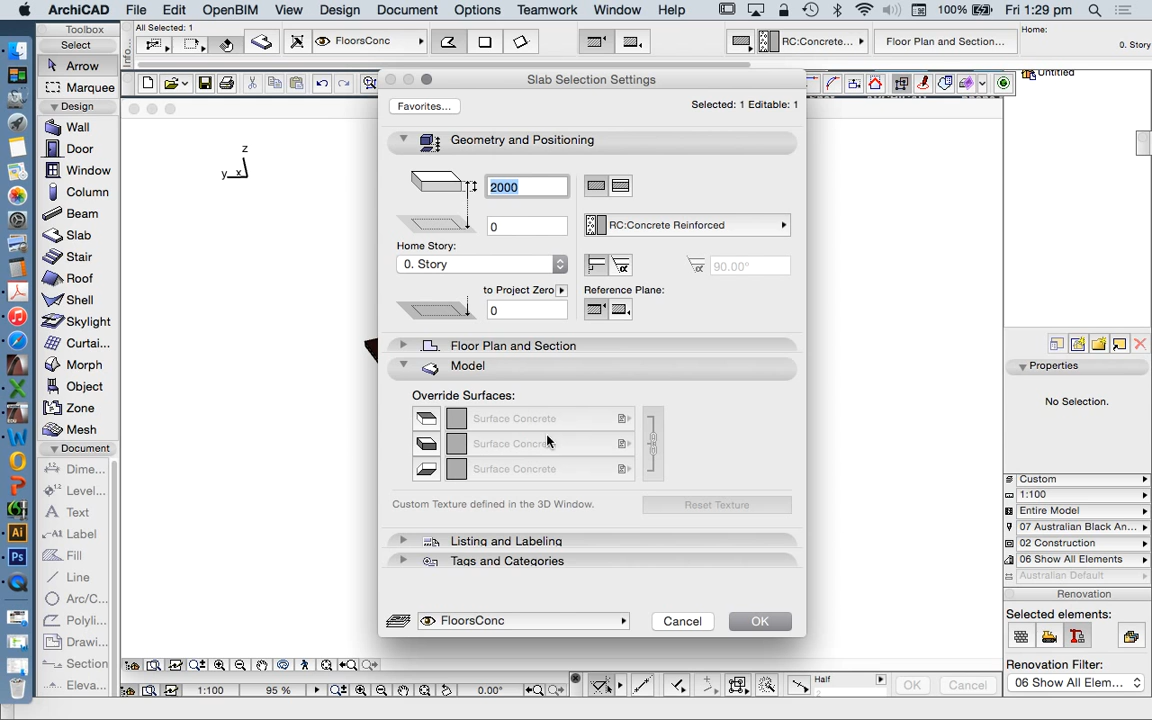 ArchiCAD File Edit OpenBIM View Design Document Options Teamwork Window Help 100% Fri 1:29 pm
Toolbox
Select
Arrow
Marquee
Design
Wall
Door
Window
Column
Beam
Slab
Stair
Roof
Shell
Skylight
Curtai...
Morph
Object
Zone
Mesh
Document
Dime...
Level...
Text
Label
Fill
Line
Arc/C...
Polyli...
Drawi...
Section
Eleva...
Info...
All Selected: 1
FloorsConc
RC:Concrete...
Floor Plan and Section...
Home:
0. Story
Untitled
z
y x
Slab Selection Settings
Favorites...
Selected: 1 Editable: 1
Geometry and Positioning
2000
0
RC:Concrete Reinforced
Home Story:
0. Story
90.00°
to Project Zero
Reference Plane:
0
Floor Plan and Section
Model
Override Surfaces:
Surface Concrete
Surface Concrete
Surface Concrete
Custom Texture defined in the 3D Window.
Reset Texture
Listing and Labeling
Tags and Categories
FloorsConc
Cancel
OK
Properties
No Selection.
Custom
1:100
Entire Model
07 Australian Black An...
02 Construction
06 Show All Elements
Australian Default
Renovation
Selected elements:
Renovation Filter:
06 Show All Elem...
1:100
95 %
0.00°
Half
2
OK
Cancel